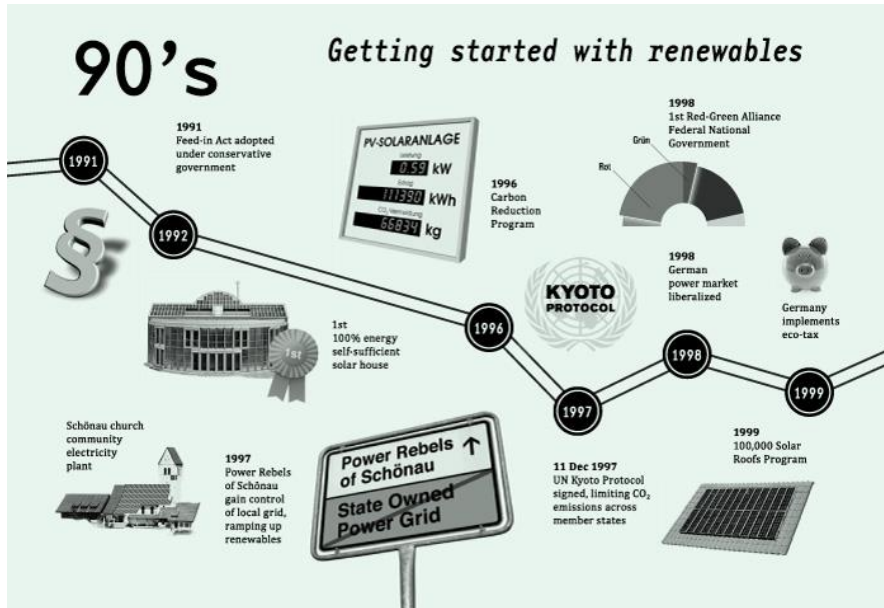 90's
Getting started with renewables
1991
1991
Feed-in Act adopted
under conservative
government
PV-SOLARANLAGE
Leistung
0.59 kW
Ertrag
111390 kWh
CO₂ Vermeidung
66834 kg
1996
Carbon
Reduction
Program
1998
1st Red-Green Alliance
Federal National
Government
Grün
Rot
1992
1st
1st
100% energy
self-sufficient
solar house
1996
KYOTO
PROTOCOL
1998
German
power market
liberalized
Germany
implements
eco-tax
1997
1998
1999
Schönau church
community
electricity
plant
1997
Power Rebels
of Schönau
gain control
of local grid,
ramping up
renewables
Power Rebels ↑
of Schönau
State Owned
Power Grid
11 Dec 1997
UN Kyoto Protocol
signed, limiting CO₂
emissions across
member states
1999
100,000 Solar
Roofs Program